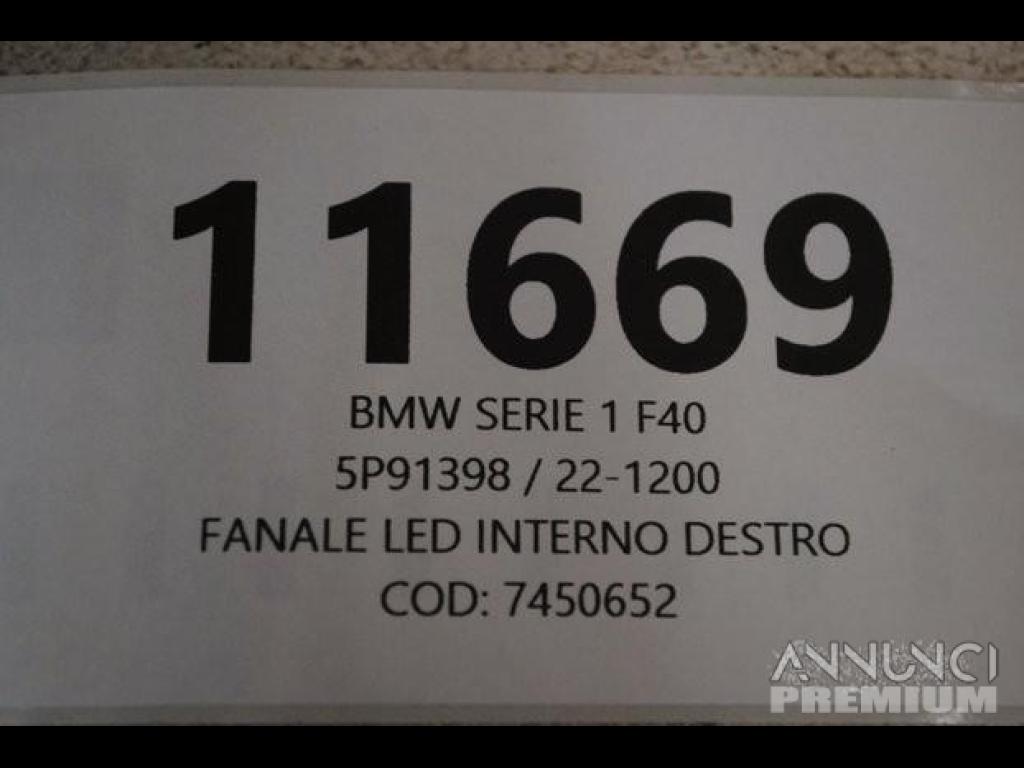 11669
BMW SERIE 1 F40
5P91398 / 22-1200
FANALE LED INTERNO DESTRO
COD: 7450652
ANNUNCI
PREMIUM